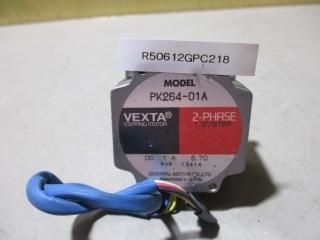 R50612GPC218
MODEL
PK264-01A
VEXTA®
STEPPING MOTOR
2-PHASE
1.8°/STEP
DC 1 A 5.7Ω
ORIENTAL MOTOR CO.,LTD.